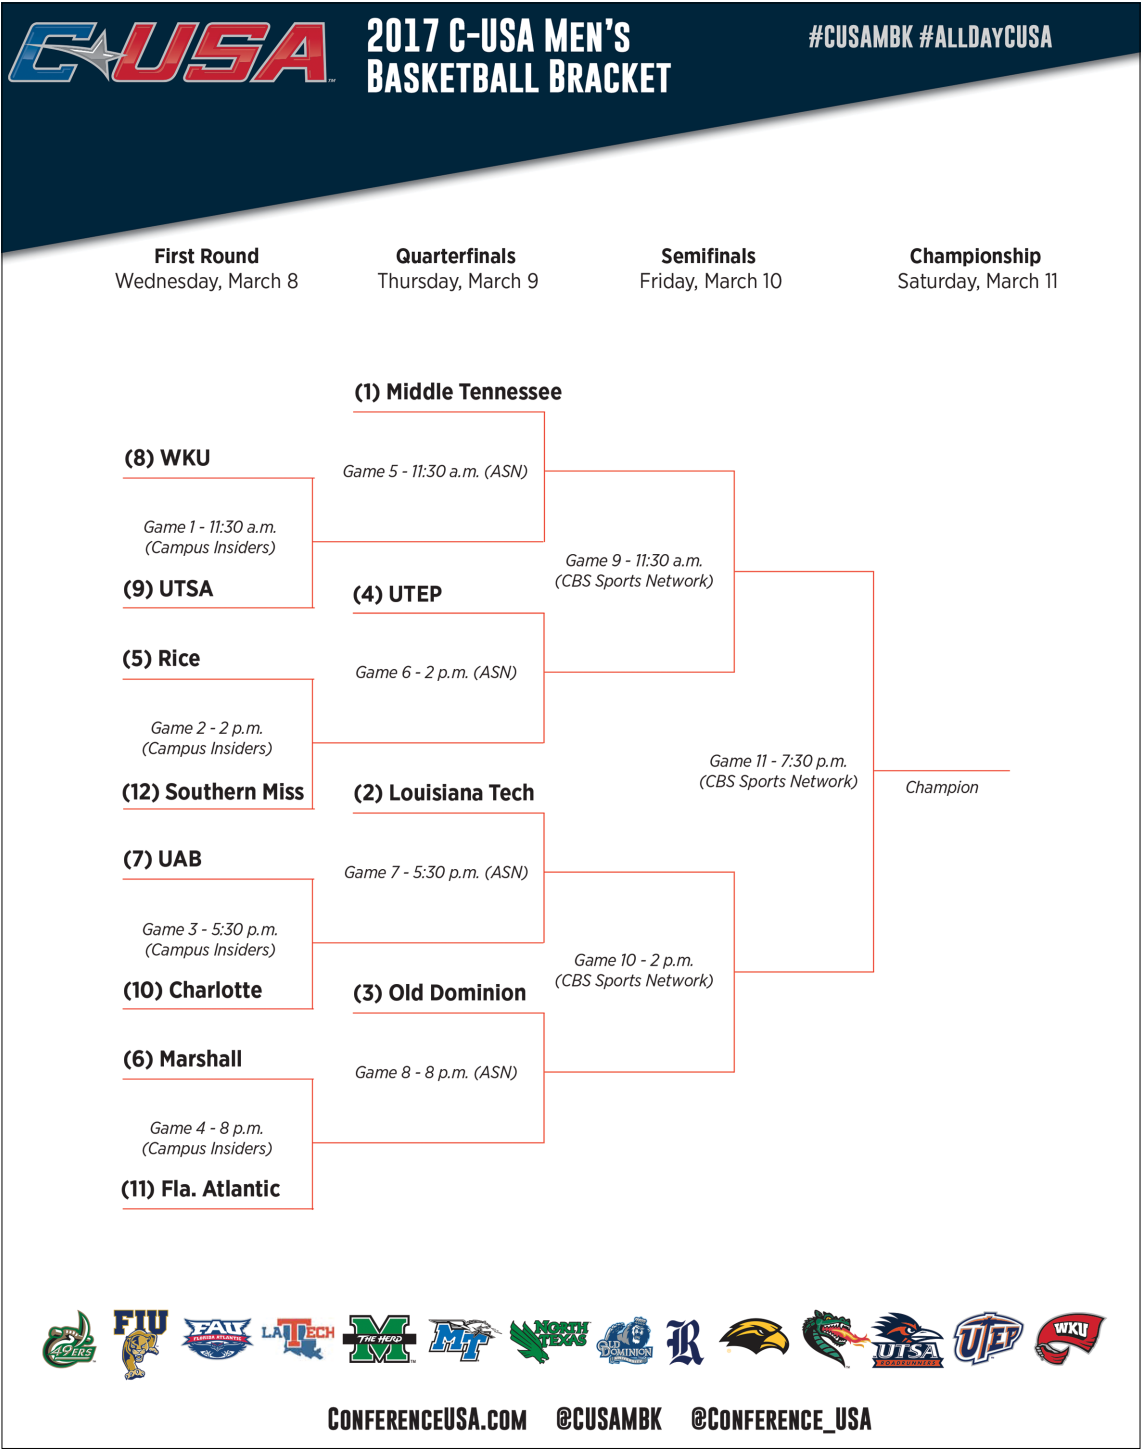 C-USA
2017 C-USA Men's
Basketball Bracket
#CUSAMBK #AllDayCUSA
First Round
Wednesday, March 8
Quarterfinals
Thursday, March 9
Semifinals
Friday, March 10
Championship
Saturday, March 11
(1) Middle Tennessee
(8) WKU
Game 5 - 11:30 a.m. (ASN)
Game 1 - 11:30 a.m.
(Campus Insiders)
Game 9 - 11:30 a.m.
(CBS Sports Network)
(9) UTSA
(4) UTEP
(5) Rice
Game 6 - 2 p.m. (ASN)
Game 2 - 2 p.m.
(Campus Insiders)
Game 11 - 7:30 p.m.
(CBS Sports Network)
Champion
(12) Southern Miss
(2) Louisiana Tech
(7) UAB
Game 7 - 5:30 p.m. (ASN)
Game 3 - 5:30 p.m.
(Campus Insiders)
Game 10 - 2 p.m.
(CBS Sports Network)
(10) Charlotte
(3) Old Dominion
(6) Marshall
Game 8 - 8 p.m. (ASN)
Game 4 - 8 p.m.
(Campus Insiders)
(11) Fla. Atlantic
49ERS
FIU
FAU
FLORIDA ATLANTIC
LA TECH
M
THE HERD
MT
NORTH
TEXAS
OLD
DOMINION
R
UTSA
ROADRUNNERS
UTEP
WKU
ConferenceUSA.com @CUSAMBK @Conference_USA